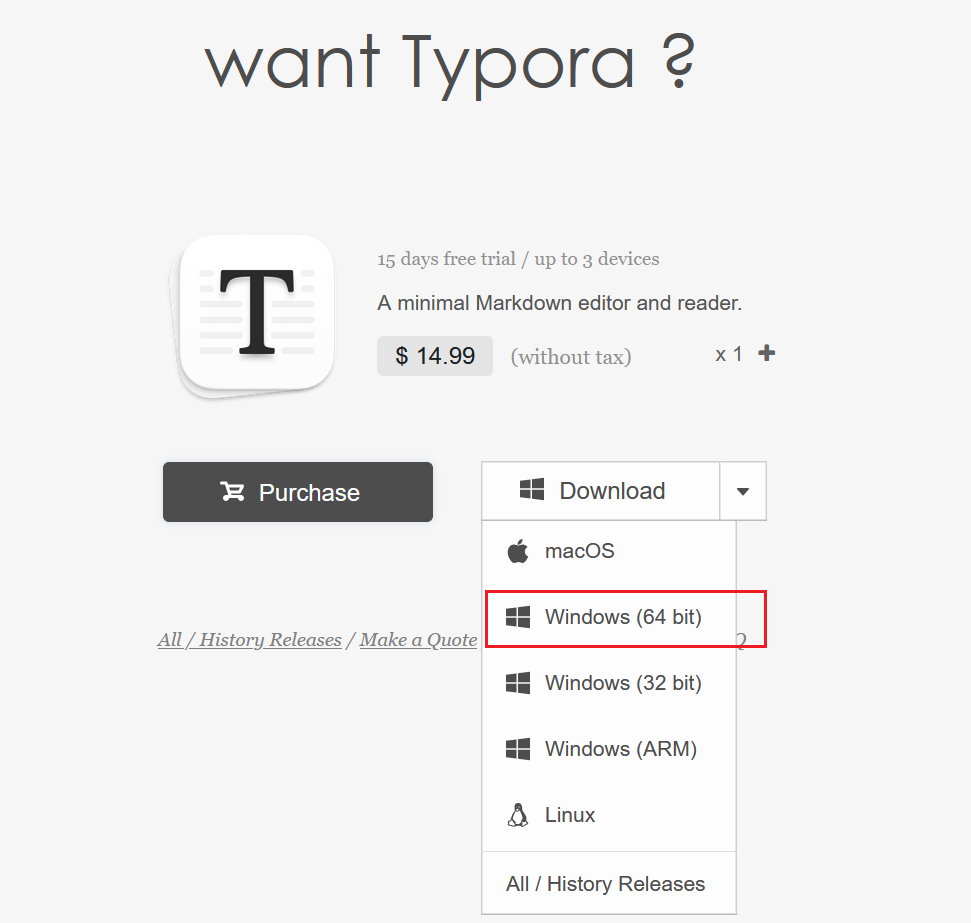 want Typora ?
T
15 days free trial / up to 3 devices
A minimal Markdown editor and reader.
$ 14.99 (without tax) x 1 +
Purchase
Download
macOS
Windows (64 bit)
All / History Releases / Make a Quote
Q
Windows (32 bit)
Windows (ARM)
Linux
All / History Releases